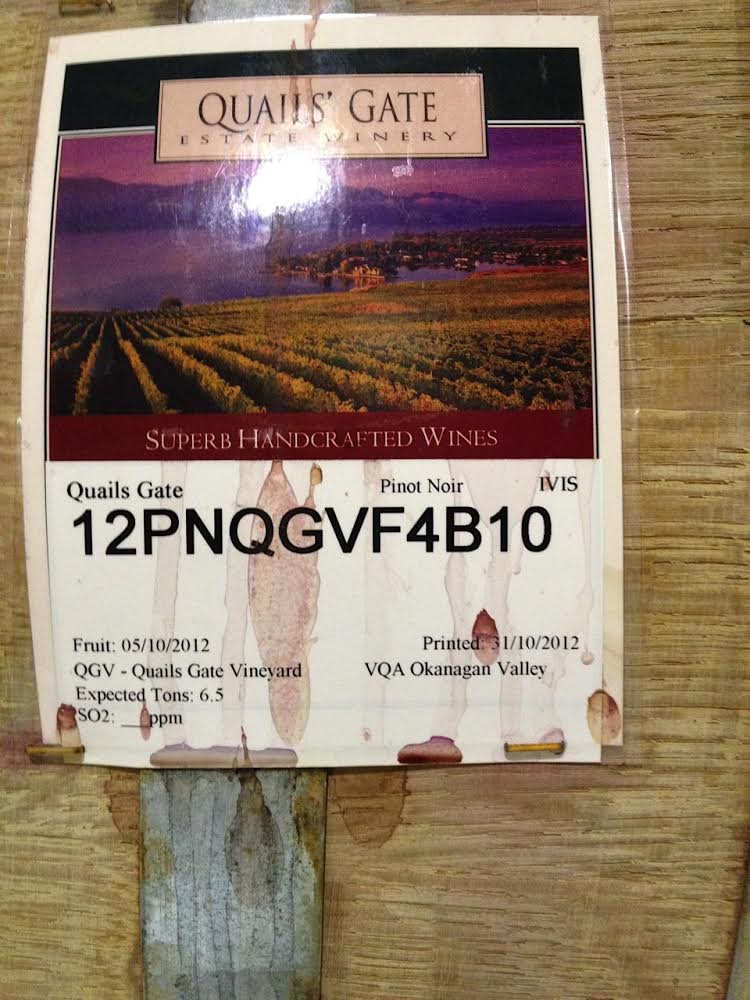 QUAILS' GATE
ESTATE WINERY
SUPERB HANDCRAFTED WINES
Quails Gate Pinot Noir IVIS
12PNQGVF4B10
Fruit: 05/10/2012 Printed: 31/10/2012
QGV - Quails Gate Vineyard VQA Okanagan Valley
Expected Tons: 6.5
SO2: ___ppm